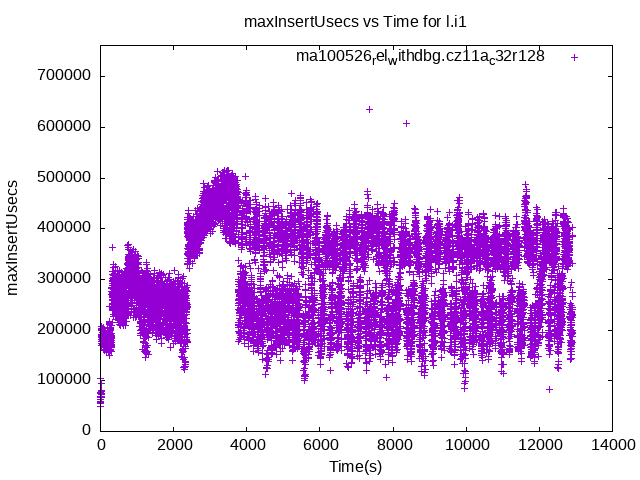 maxInsertUsecs vs Time for l.i1
ma100526relwithdbg.cz11ac32r128
700000
600000
500000
400000
300000
200000
100000
0
maxInsertUsecs
0 2000 4000 6000 8000 10000 12000 14000
Time(s)